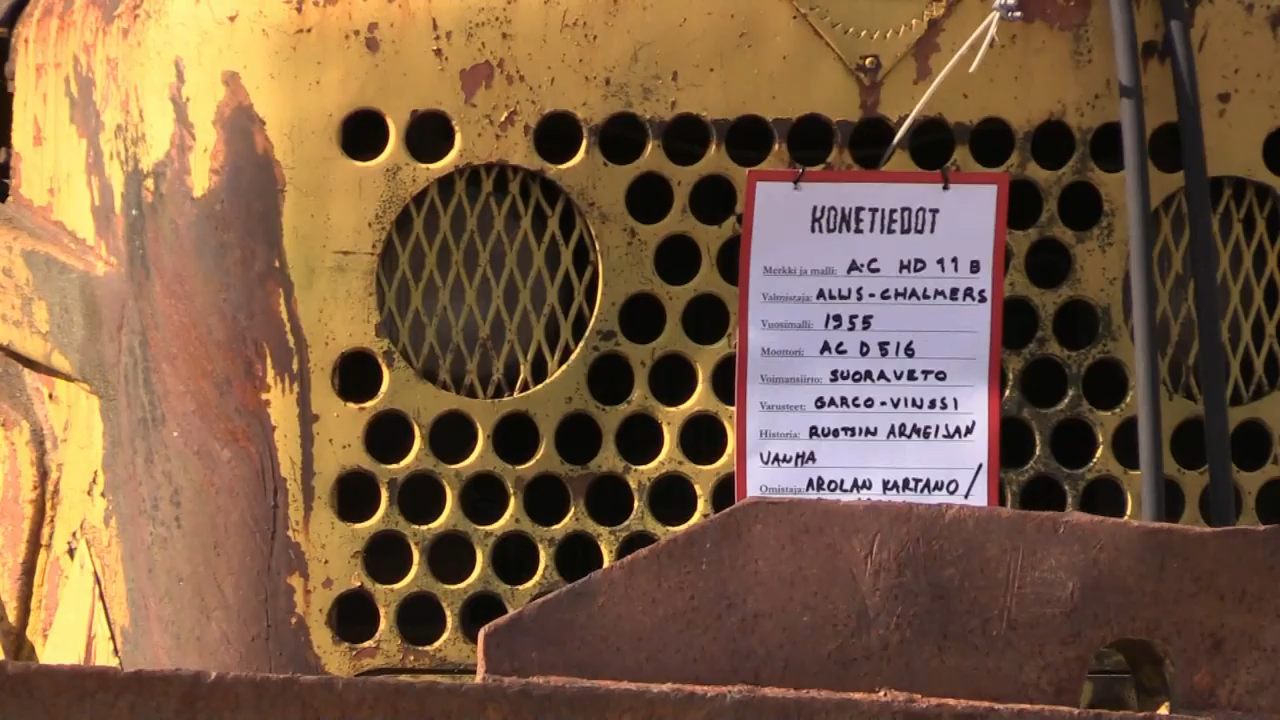 KONETIEDOT
Merkki ja malli: A·C HD 11 B
Valmistaja: ALLIS-CHALMERS
Vuosimalli: 1955
Moottori: AC D516
Voimansiirto: SUORAVETO
Varusteet: GARCO-VINSSI
Historia: RUOTSIN ARMEIJAN
VANHA
Omistaja: AROLAN KARTANO /